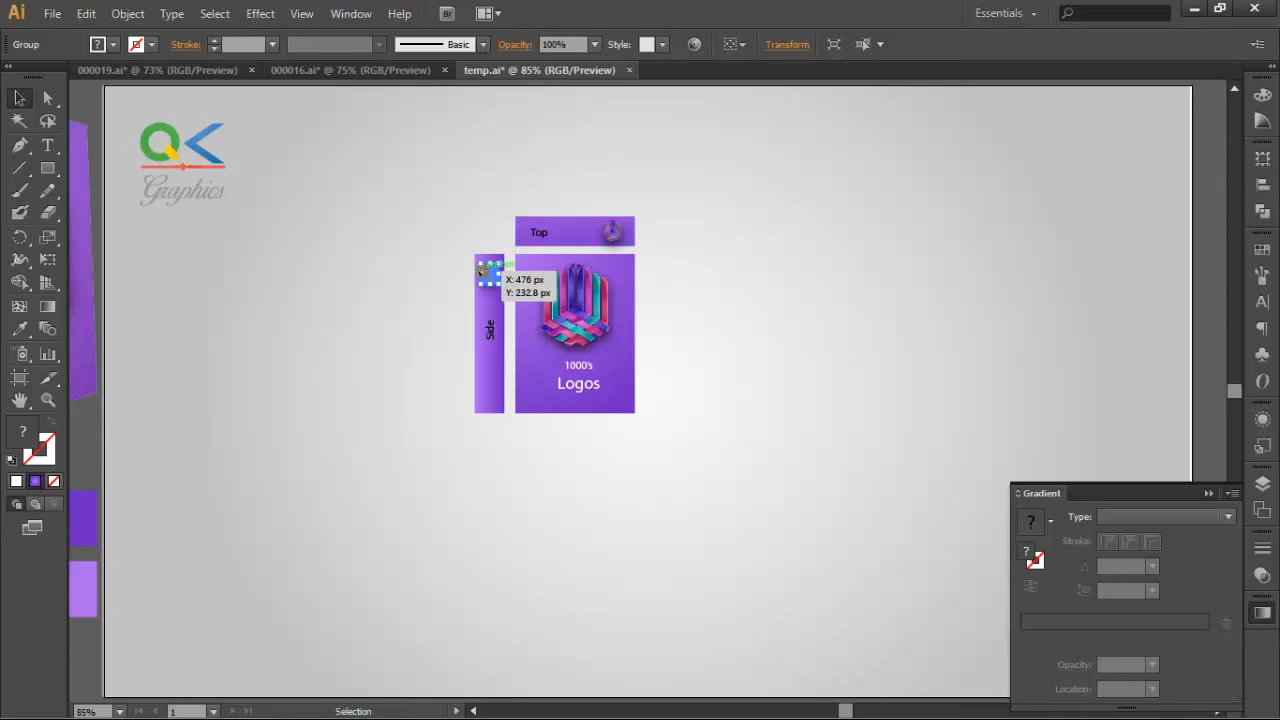 Ai File Edit Object Type Select Effect View Window Help Br Essentials
Group ? Stroke: Basic Opacity: 100% Style: Transform
000019.ai* @ 73% (RGB/Preview) × 000016.ai* @ 75% (RGB/Preview) × temp.ai* @ 85% (RGB/Preview) ×
QK
Graphics
Top
X: 476 px
Y: 232.8 px
Side
1000's
Logos
Gradient
? Type:
Stroke:
?
?
Opacity:
Location:
85% 1 Selection